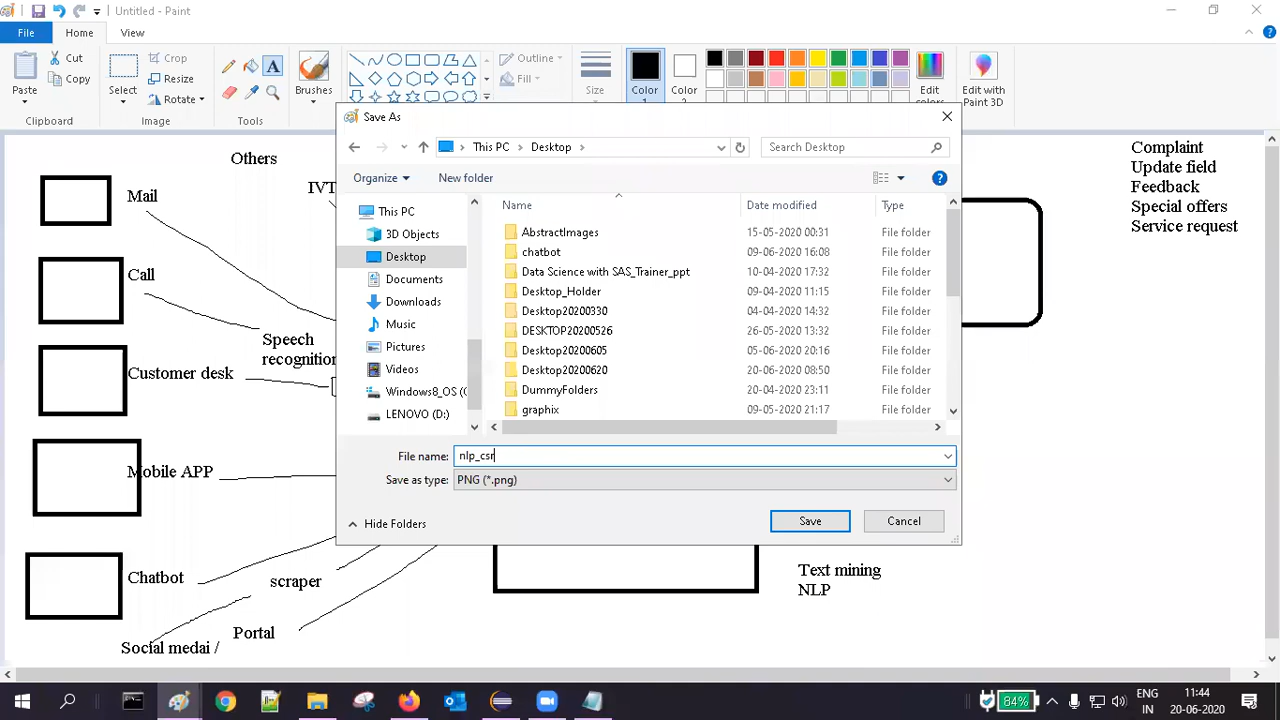 Untitled - Paint
File
Home
View
Paste
Cut
Copy
Clipboard
Select
Crop
Resize
Rotate
Image
Tools
Brushes
Outline
Fill
Size
Color
1
Color
2
Edit
colors
Edit with
Paint 3D
Others
IVT
Mail
Call
Speech
recognition
Customer desk
Mobile APP
Chatbot
scraper
Portal
Social medai /
Complaint
Update field
Feedback
Special offers
Service request
Text mining
NLP
Save As
This PC
Desktop
Search Desktop
Organize
New folder
This PC
3D Objects
Desktop
Documents
Downloads
Music
Pictures
Videos
Windows8_OS (C
LENOVO (D:)
Name Date modified Type
AbstractImages 15-05-2020 00:31 File folder
chatbot 09-06-2020 16:08 File folder
Data Science with SAS_Trainer_ppt 10-04-2020 17:32 File folder
Desktop_Holder 09-04-2020 11:15 File folder
Desktop20200330 04-04-2020 14:32 File folder
DESKTOP20200526 26-05-2020 13:32 File folder
Desktop20200605 05-06-2020 20:16 File folder
Desktop20200620 20-06-2020 08:50 File folder
DummyFolders 20-04-2020 23:11 File folder
graphix 09-05-2020 21:17 File folder
File name: nlp_csr
Save as type: PNG (*.png)
Hide Folders
Save
Cancel
84%
ENG
IN
11:44
20-06-2020